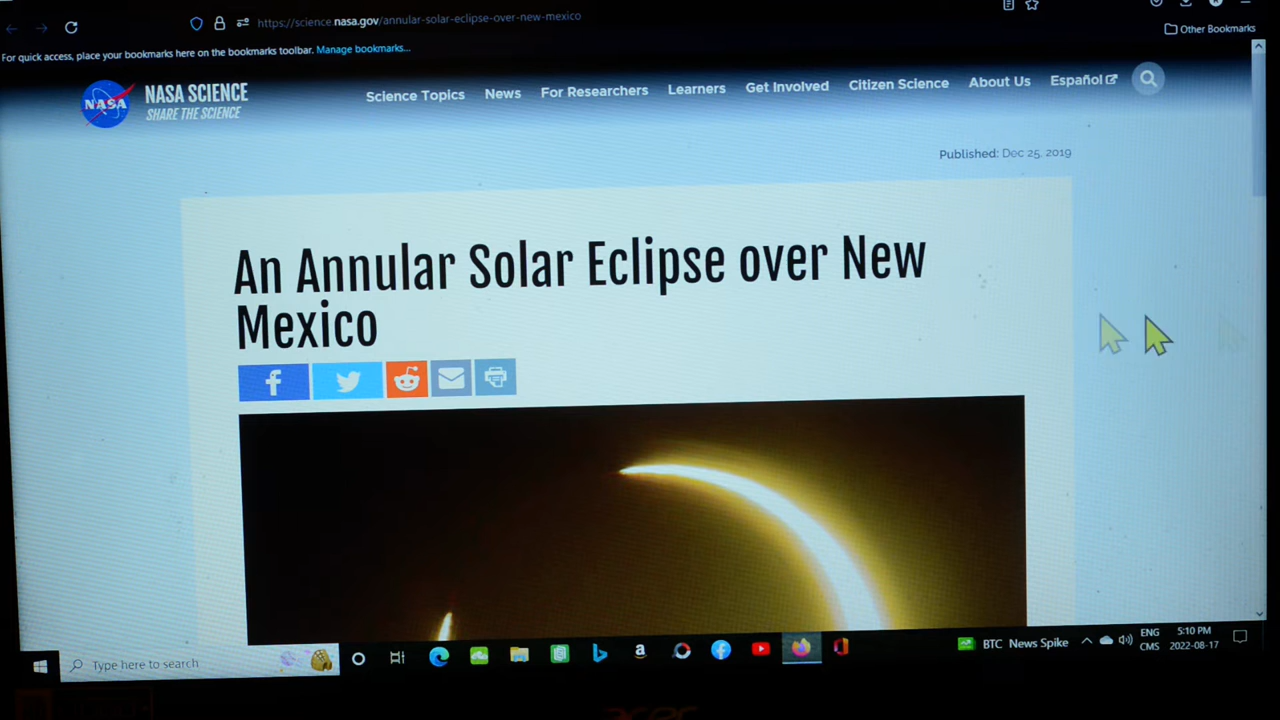 https://science.nasa.gov/annular-solar-eclipse-over-new-mexico
Other Bookmarks
For quick access, place your bookmarks here on the bookmarks toolbar. Manage bookmarks...
NASA
NASA SCIENCE
SHARE THE SCIENCE
Science Topics News For Researchers Learners Get Involved Citizen Science About Us Español
Published: Dec 25, 2019
An Annular Solar Eclipse over New
Mexico
Type here to search
BTC News Spike
ENG
CMS
5:10 PM
2022-08-17
acer